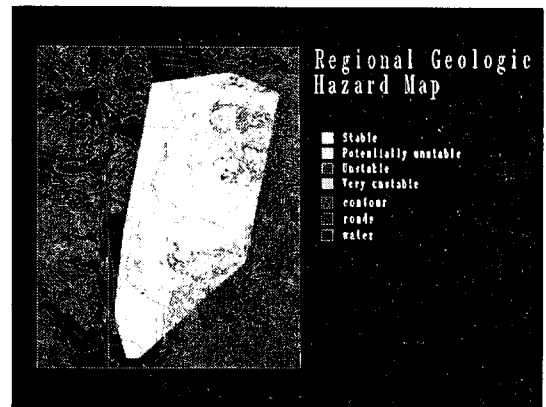 Regional Geologic
Hazard Map
Stable
Potentially unstable
Unstable
Very unstable
contour
roads
water